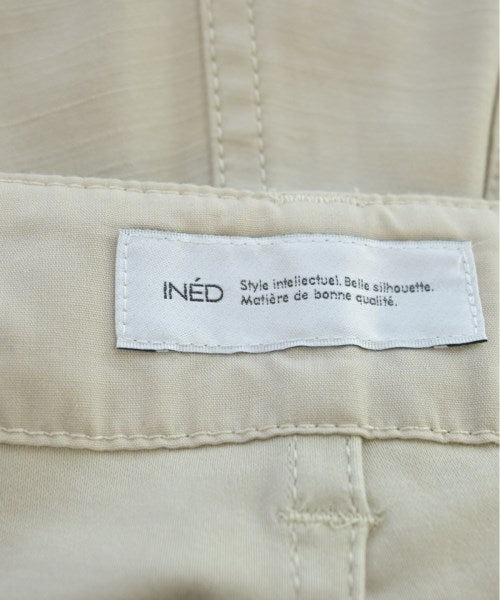 INÉD
Style intellectuel. Belle silhouette.
Matière de bonne qualité.